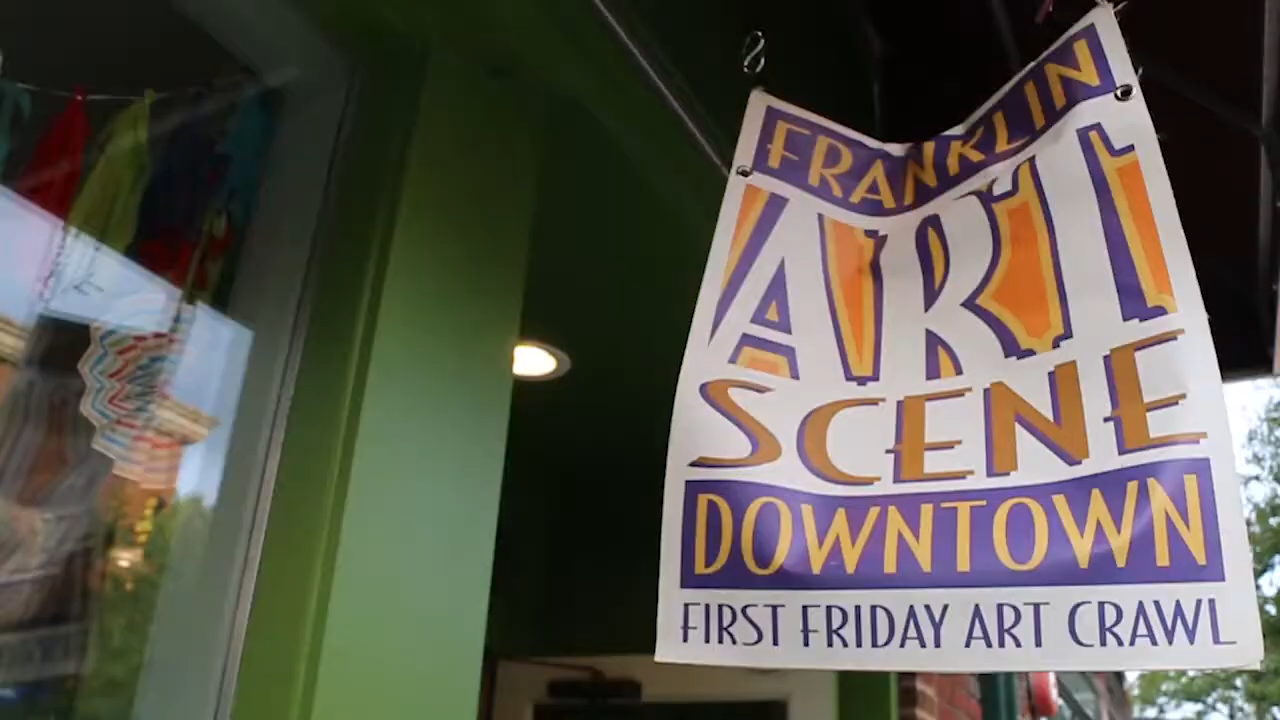 FRANKLIN
ART
SCENE
DOWNTOWN
FIRST FRIDAY ART CRAWL